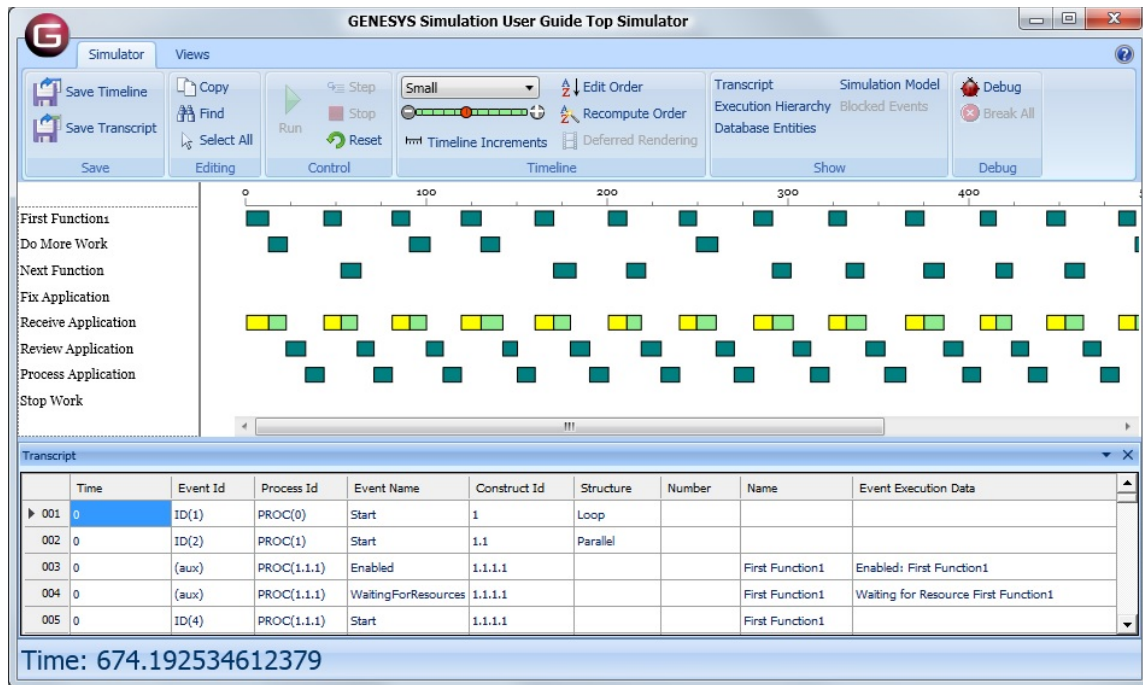 GENESYS Simulation User Guide Top Simulator
G
Simulator Views
Save Timeline
Save Transcript
Save
Copy
Find
Select All
Editing
Run
Step
Stop
Reset
Control
Small
Timeline Increments
Edit Order
Recompute Order
Deferred Rendering
Timeline
Transcript Simulation Model
Execution Hierarchy Blocked Events
Database Entities
Show
Debug
Break All
Debug
0 100 200 300 400
First Function1
Do More Work
Next Function
Fix Application
Receive Application
Review Application
Process Application
Stop Work
Transcript
Time Event Id Process Id Event Name Construct Id Structure Number Name Event Execution Data
001 0 ID(1) PROC(0) Start 1 Loop
002 0 ID(2) PROC(1) Start 1.1 Parallel
003 0 (aux) PROC(1.1.1) Enabled 1.1.1.1 First Function1 Enabled: First Function1
004 0 (aux) PROC(1.1.1) WaitingForResources 1.1.1.1 First Function1 Waiting for Resource First Function1
005 0 ID(4) PROC(1.1.1) Start 1.1.1.1 First Function1
Time: 674.192534612379